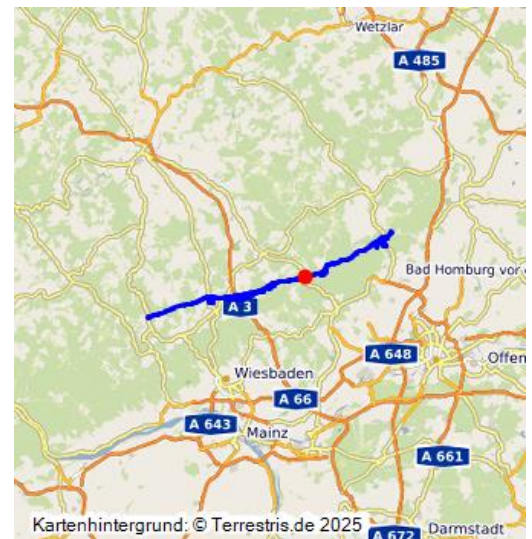 Wetzlar
A 485
Bad Homburg vor
A 3
A 648
Offen
Wiesbaden
A 66
A 643
Mainz
A 661
Kartenhintergrund: © Terrestris.de 2025
A 672
Darmstadt